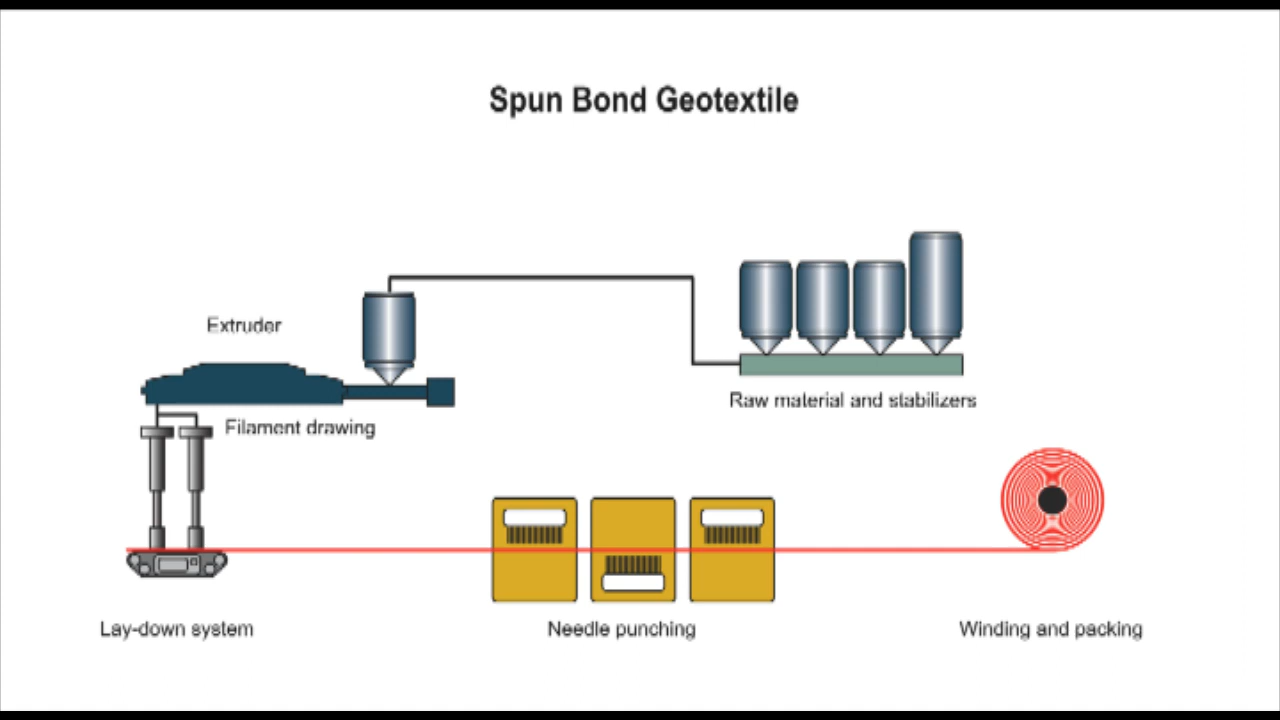 Spun Bond Geotextile
Extruder
Raw material and stabilizers
Filament drawing
Lay-down system
Needle punching
Winding and packing